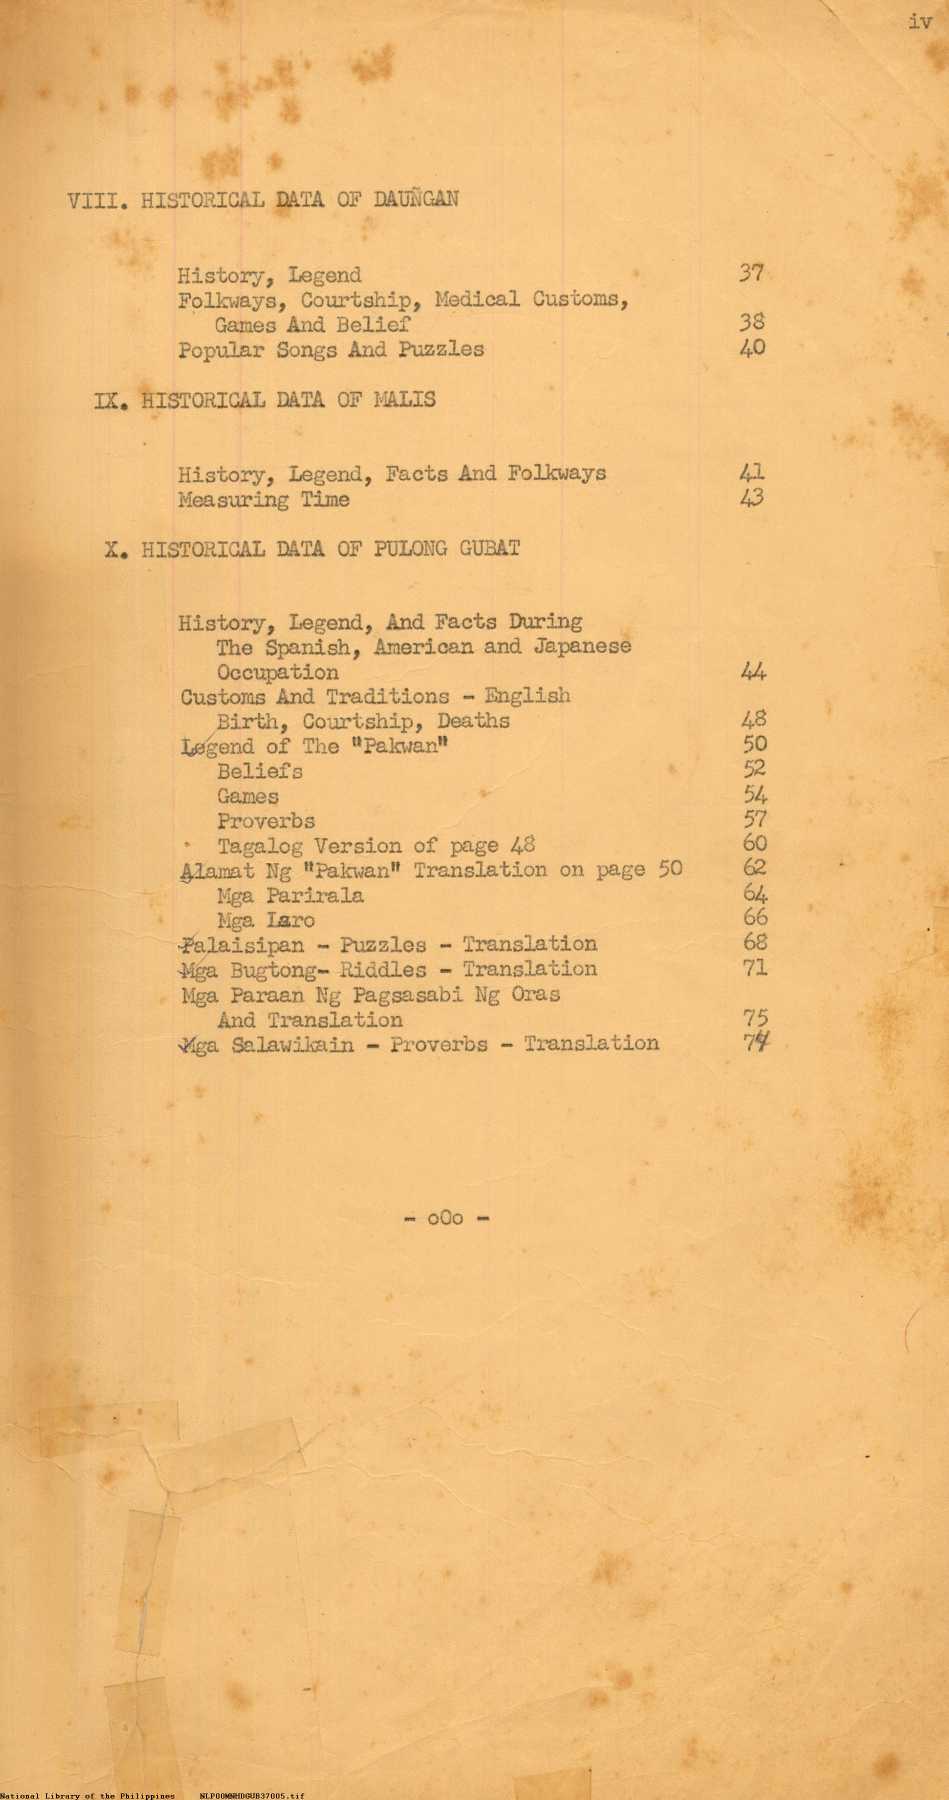 iv
VIII. HISTORICAL DATA OF DAUÑGAN
History, Legend 37
Folkways, Courtship, Medical Customs,
Games And Belief 38
Popular Songs And Puzzles 40
IX. HISTORICAL DATA OF MALIS
History, Legend, Facts And Folkways 41
Measuring Time 43
X. HISTORICAL DATA OF PULONG GUBAT
History, Legend, And Facts During
The Spanish, American and Japanese
Occupation 44
Customs And Traditions - English
Birth, Courtship, Deaths 48
Legend of The "Pakwan" 50
Beliefs 52
Games 54
Proverbs 57
Tagalog Version of page 48 60
Alamat Ng "Pakwan" Translation on page 50 62
Mga Parirala 64
Mga Laro 66
Palaisipan - Puzzles - Translation 68
Mga Bugtong- Riddles - Translation 71
Mga Paraan Ng Pagsasabi Ng Oras
And Translation 75
Mga Salawikain - Proverbs - Translation 74
- oOo -
National Library of the Philippines NLPOOMNHDGUB37005.tif